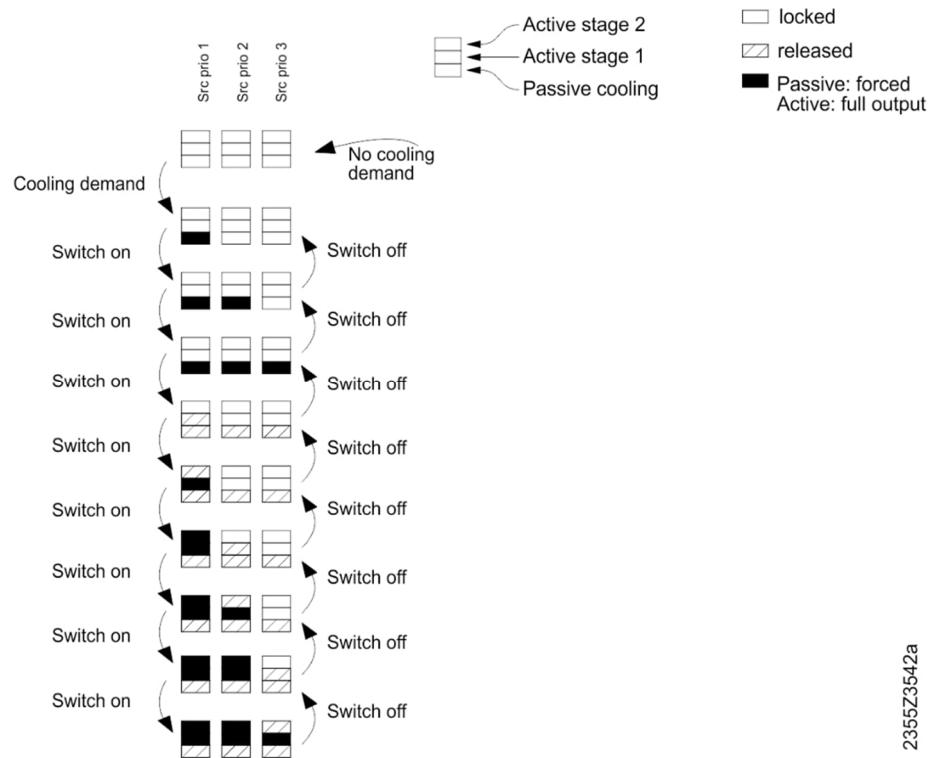 Src prio 1
Src prio 2
Src prio 3
Active stage 2
Active stage 1
Passive cooling
locked
released
Passive: forced
Active: full output
No cooling
demand
Cooling demand
Switch on
Switch off
Switch on
Switch off
Switch on
Switch off
Switch on
Switch off
Switch on
Switch off
Switch on
Switch off
Switch on
Switch off
Switch on
Switch off
2355Z3542a